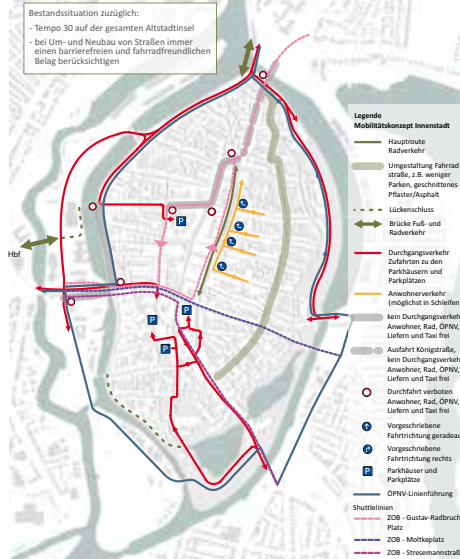 Bestandssituation zuzüglich:
- Tempo 30 auf der gesamten Altstadtinsel
- bei Um- und Neubau von Straßen immer
einen barrierefreien und fahrradfreundlichen
Belag berücksichtigen
Hbf
P
P
P
P
Legende
Mobilitätskonzept Innenstadt
Hauptroute
Radverkehr
Umgestaltung Fahrrad-
straße, z.B. weniger
Parken, geschnittenes
Pflaster/Asphalt
Lückenschluss
Brücke Fuß- und
Radverkehr
Durchgangsverkehr
Zufahrten zu den
Parkhäusern und
Parkplätzen
Anwohnerverkehr
(möglichst in Schleifen
kein Durchgangsverkeh
Anwohner, Rad, ÖPNV,
Liefern und Taxi frei
Ausfahrt Königstraße,
kein Durchgangsverkeh
Anwohner, Rad, ÖPNV,
Liefern und Taxi frei
Durchfahrt verboten
Anwohner, Rad, ÖPNV,
Liefern und Taxi frei
Vorgeschriebene
Fahrtrichtung geradeau
Vorgeschriebene
Fahrtrichtung rechts
P
Parkhäuser und
Parkplätze
ÖPNV-Linienführung
Shuttlelinien
ZOB - Gustav-Radbruch
Platz
ZOB - Moltkeplatz
ZOB - Stresemannstraß